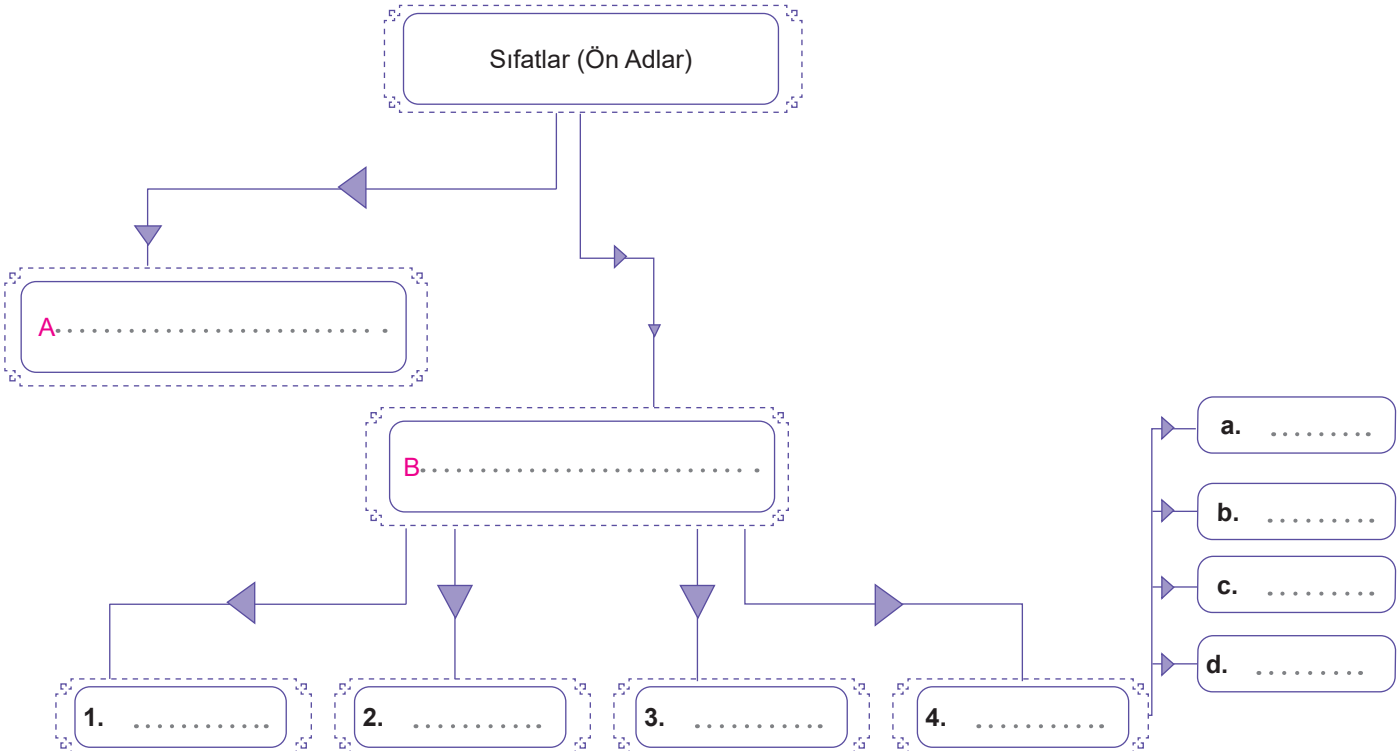 Sıfatlar (Ön Adlar)
A. . . . . . . . . . . . . . . . . . . . . . . . .
B. . . . . . . . . . . . . . . . . . . . . . . . . .
a. . . . . . . . . .
b. . . . . . . . . .
c. . . . . . . . . .
d. . . . . . . . . .
1. . . . . . . . . . . . .
2. . . . . . . . . . . .
3. . . . . . . . . . . .
4. . . . . . . . . . . .